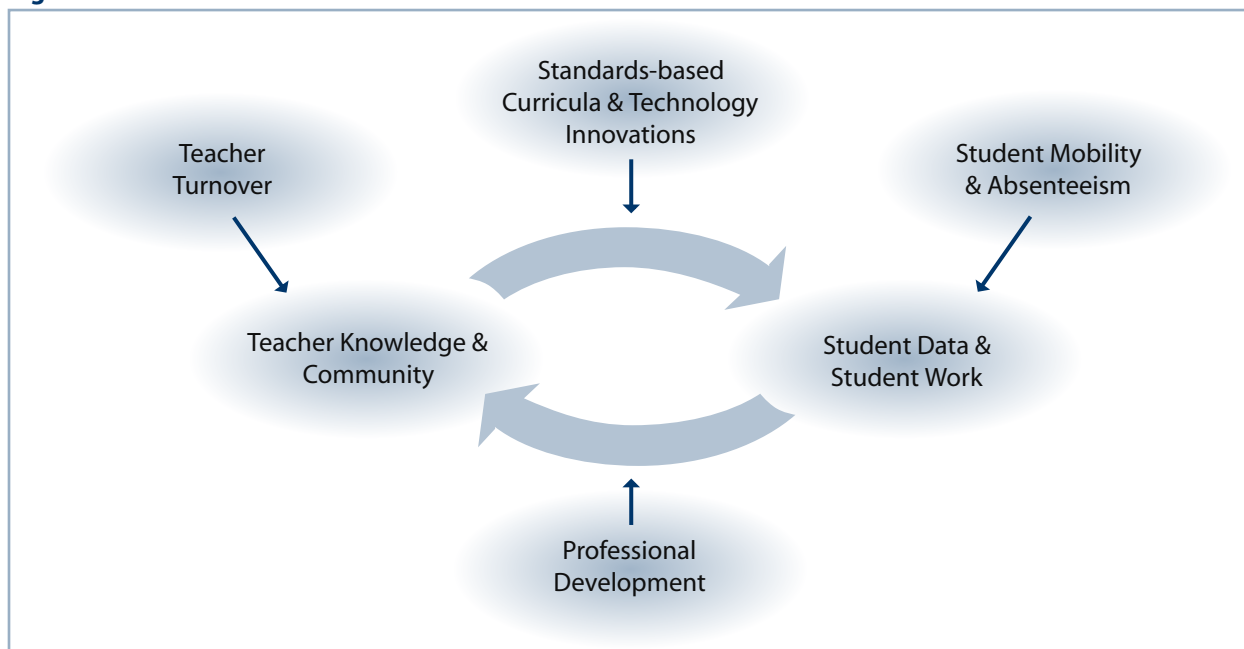 Standards-based
Curricula & Technology
Innovations
Teacher
Turnover
Student Mobility
& Absenteeism
Teacher Knowledge &
Community
Student Data &
Student Work
Professional
Development